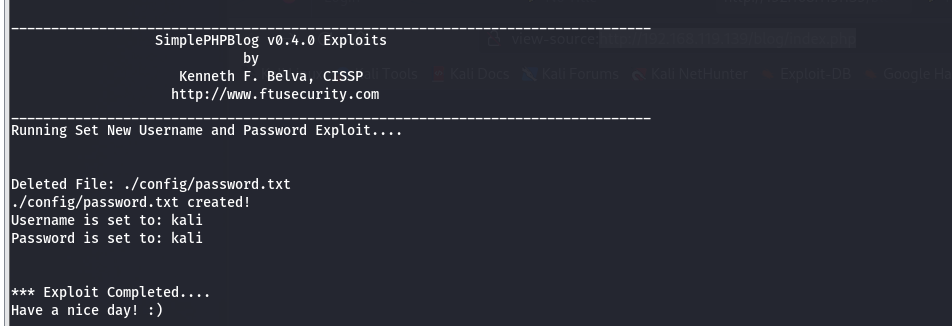 SimplePHPBlog v0.4.0 Exploits
by
Kenneth F. Belva, CISSP
http://www.ftusecurity.com
Running Set New Username and Password Exploit....
Deleted File: ./config/password.txt
./config/password.txt created!
Username is set to: kali
Password is set to: kali
*** Exploit Completed....
Have a nice day! :)
view-source:
Kali Tools Kali Docs Kali Forums Kali NetHunter Exploit-DB Google Ha